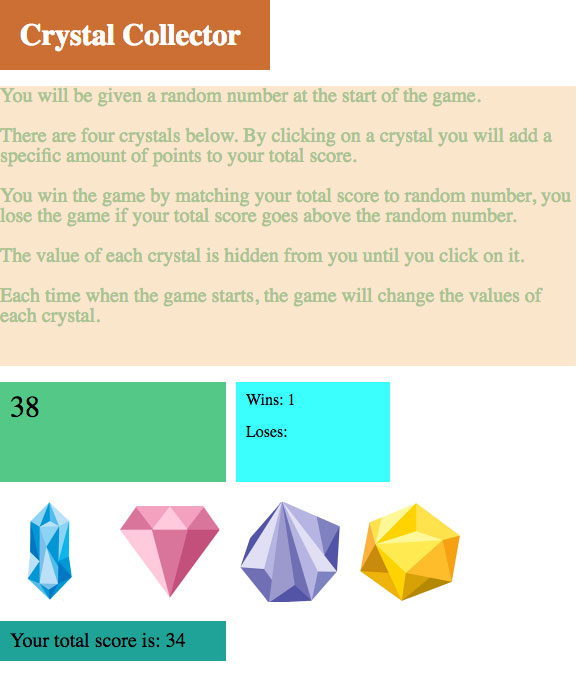 Crystal Collector
You will be given a random number at the start of the game.
There are four crystals below. By clicking on a crystal you will add a
specific amount of points to your total score.
You win the game by matching your total score to random number, you
lose the game if your total score goes above the random number.
The value of each crystal is hidden from you until you click on it.
Each time when the game starts, the game will change the values of
each crystal.
38
Wins: 1
Loses:
Your total score is: 34